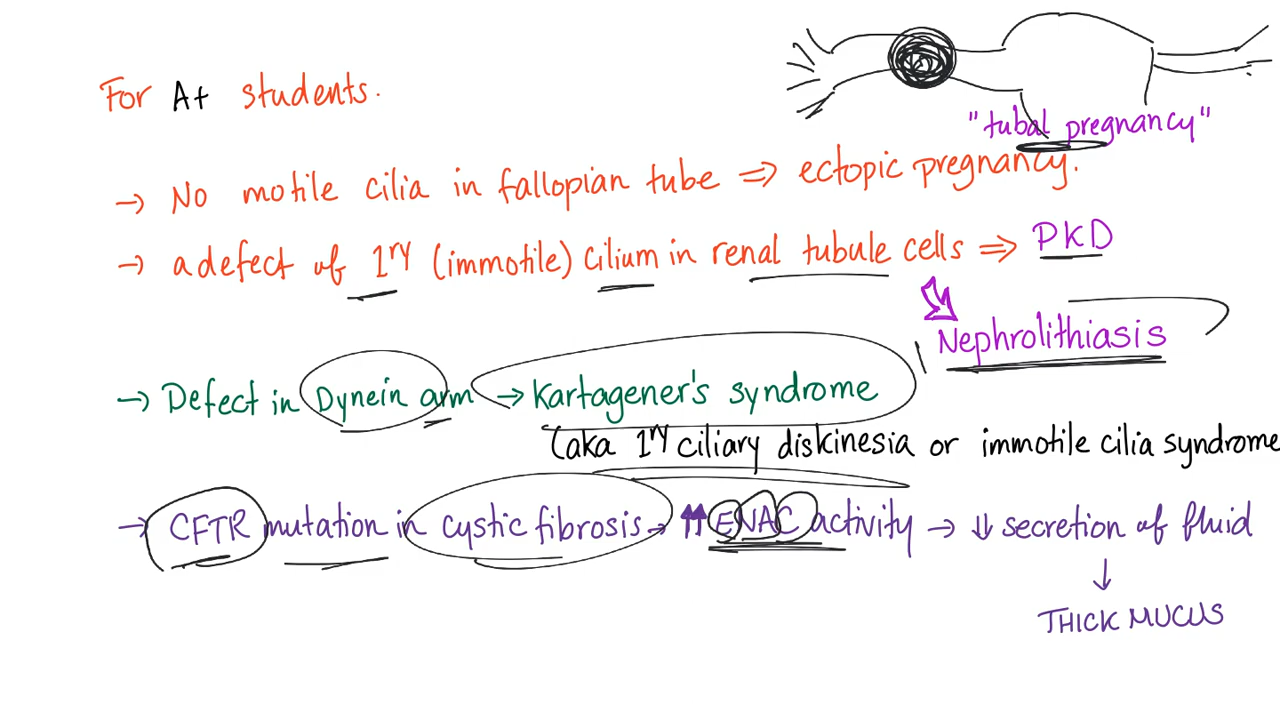 For A+ students.
"tubal pregnancy"
→ No motile cilia in fallopian tube ⇒ ectopic pregnancy.
→ a defect of 1ry (immotile) cilium in renal tubule cells ⇒ PKD
Nephrolithiasis
→ Defect in Dynein arm → Kartagener's syndrome
(aka 1ry ciliary diskinesia or immotile cilia syndrome
→ CFTR mutation in cystic fibrosis → ⇈ ENAC activity → ↓ secretion of fluid
↓
THICK MUCUS